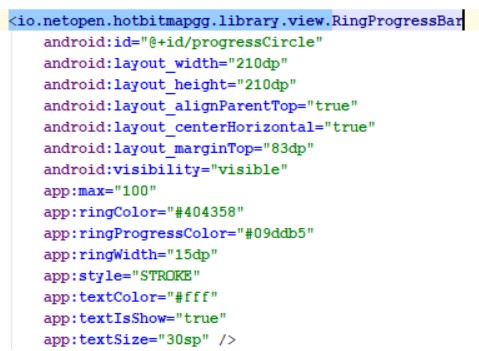 <io.netopen.hotbitmapgg.library.view.RingProgressBar
android:id="@+id/progressCircle"
android:layout_width="210dp"
android:layout_height="210dp"
android:layout_alignParentTop="true"
android:layout_centerHorizontal="true"
android:layout_marginTop="83dp"
android:visibility="visible"
app:max="100"
app:ringColor="#404358"
app:ringProgressColor="#09ddb5"
app:ringWidth="15dp"
app:style="STROKE"
app:textColor="#fff"
app:textIsShow="true"
app:textSize="30sp" />